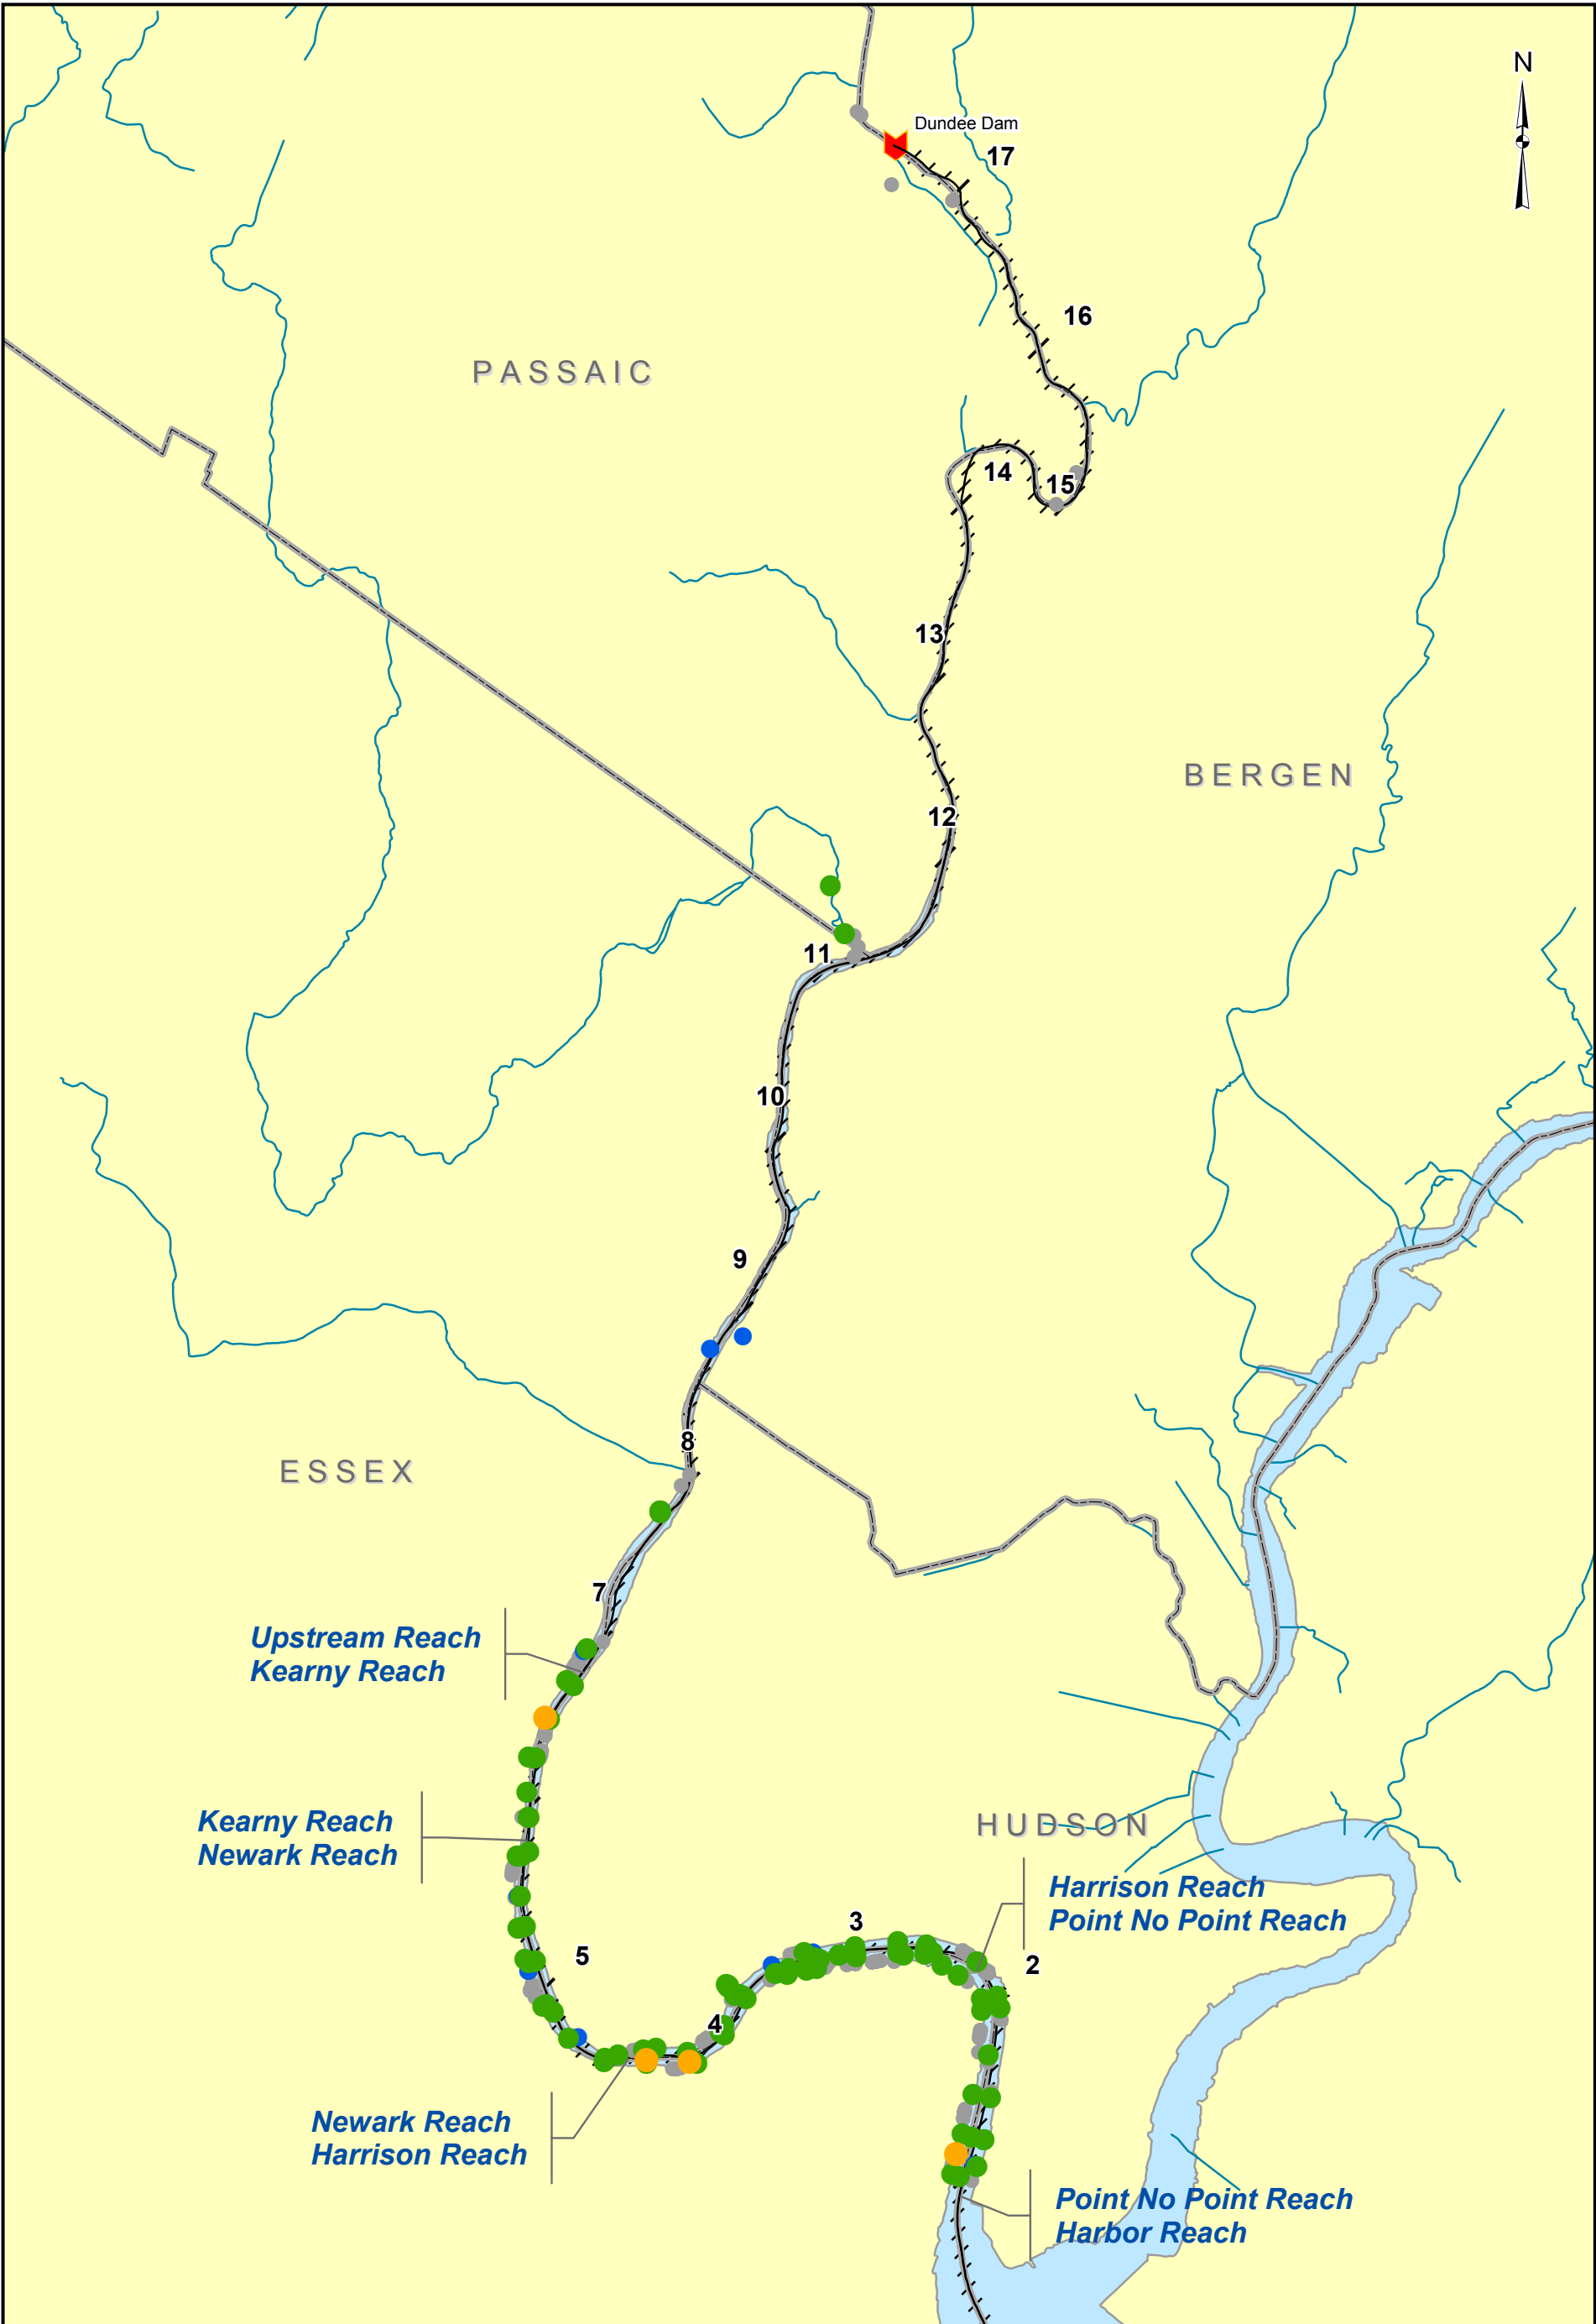 N
Dundee Dam
17
16
PASSAIC
14
15
13
BERGEN
12
11
10
9
8
ESSEX
7
Upstream Reach
Kearny Reach
Kearny Reach
Newark Reach
HUDSON
Harrison Reach
Point No Point Reach
3
5
2
4
Newark Reach
Harrison Reach
Point No Point Reach
Harbor Reach